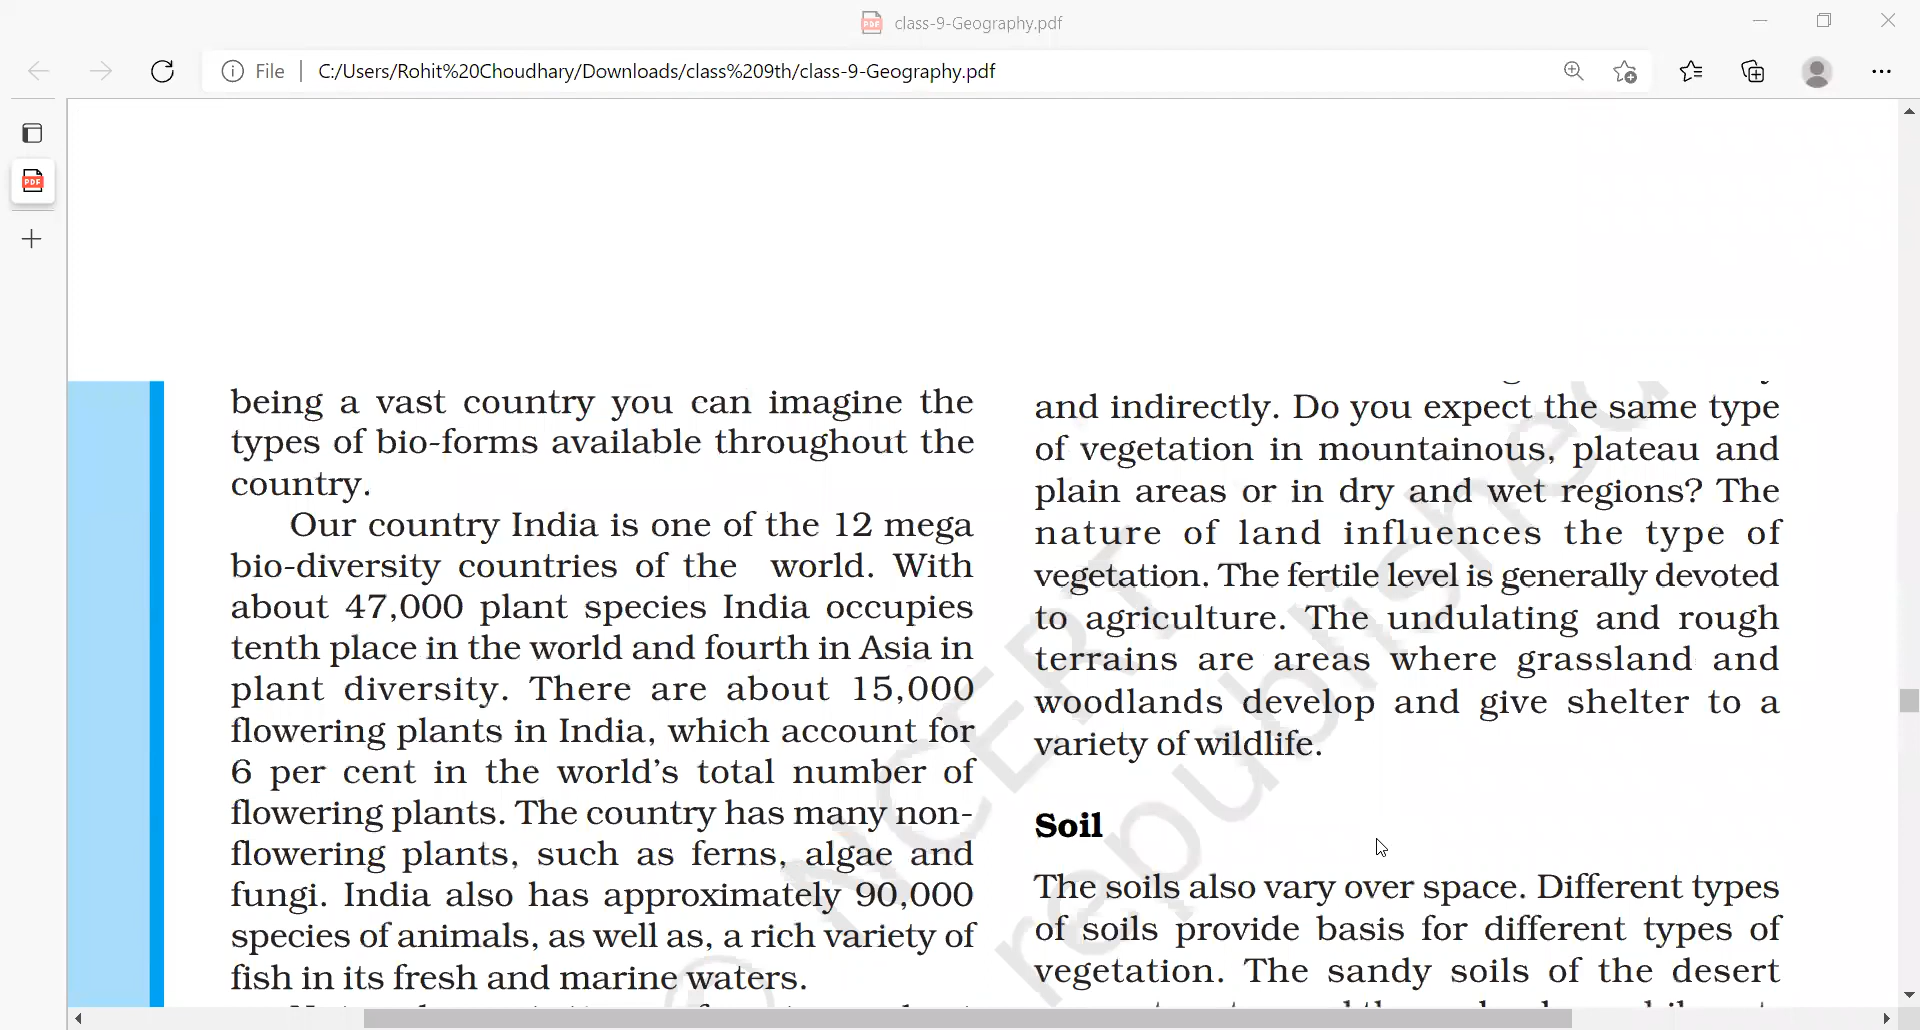 class-9-Geography.pdf
File
C:/Users/Rohit%20Choudhary/Downloads/class%209th/class-9-Geography.pdf
being a vast country you can imagine the
types of bio-forms available throughout the
country.
Our country India is one of the 12 mega
bio-diversity countries of the world. With
about 47,000 plant species India occupies
tenth place in the world and fourth in Asia in
plant diversity. There are about 15,000
flowering plants in India, which account for
6 per cent in the world's total number of
flowering plants. The country has many non-
flowering plants, such as ferns, algae and
fungi. India also has approximately 90,000
species of animals, as well as, a rich variety of
fish in its fresh and marine waters.
and indirectly. Do you expect the same type
of vegetation in mountainous, plateau and
plain areas or in dry and wet regions? The
nature of land influences the type of
vegetation. The fertile level is generally devoted
to agriculture. The undulating and rough
terrains are areas where grassland and
woodlands develop and give shelter to a
variety of wildlife.
Soil
The soils also vary over space. Different types
of soils provide basis for different types of
vegetation. The sandy soils of the desert
© NCERT
republished